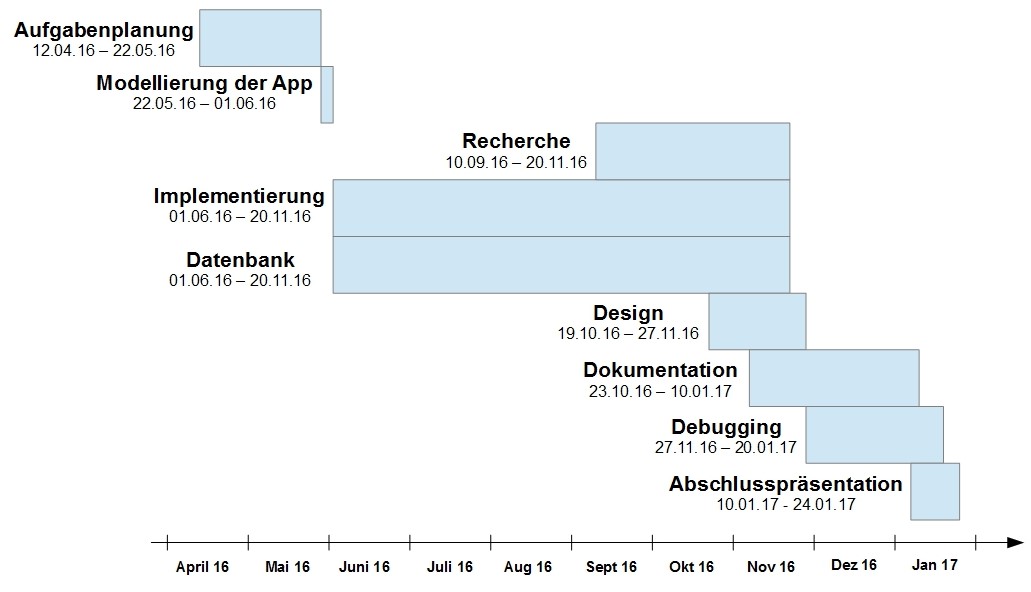 Aufgabenplanung
12.04.16 – 22.05.16
Modellierung der App
22.05.16 – 01.06.16
Recherche
10.09.16 – 20.11.16
Implementierung
01.06.16 – 20.11.16
Datenbank
01.06.16 – 20.11.16
Design
19.10.16 – 27.11.16
Dokumentation
23.10.16 – 10.01.17
Debugging
27.11.16 – 20.01.17
Abschlusspräsentation
10.01.17 - 24.01.17
April 16 Mai 16 Juni 16 Juli 16 Aug 16 Sept 16 Okt 16 Nov 16 Dez 16 Jan 17